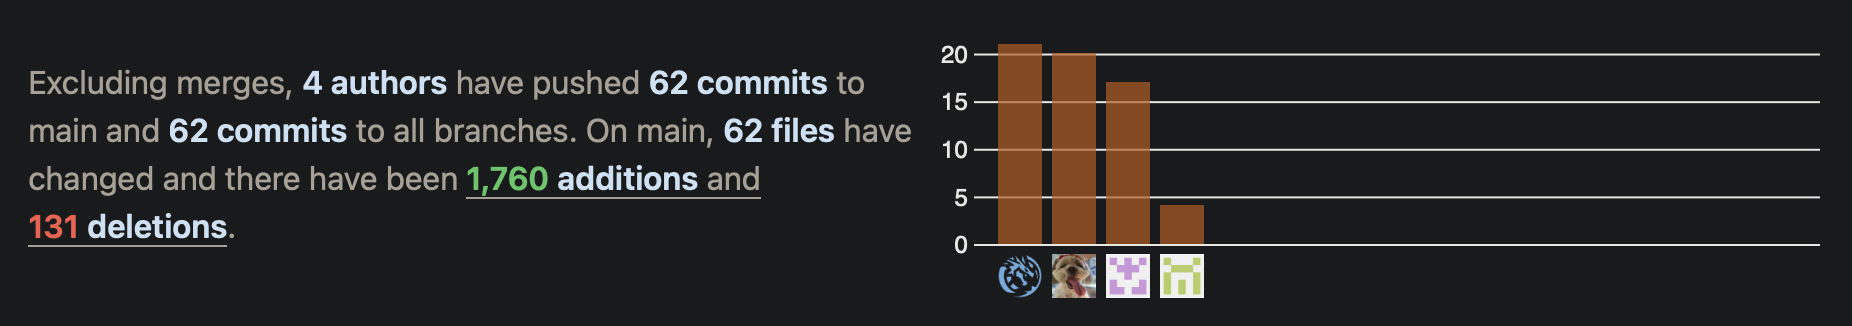 Excluding merges, 4 authors have pushed 62 commits to
main and 62 commits to all branches. On main, 62 files have
changed and there have been 1,760 additions and
131 deletions.
20
15
10
5
0